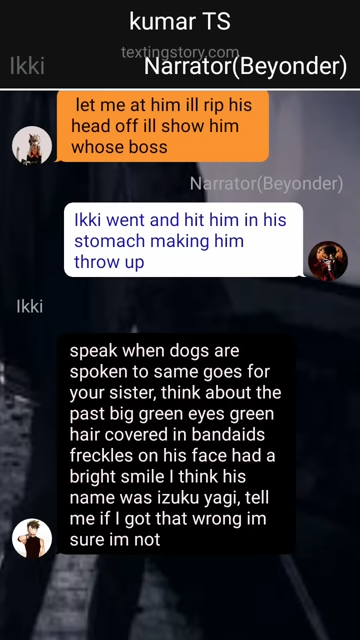 kumar TS
textingstory.com
Ikki
Narrator(Beyonder)
let me at him ill rip his
head off ill show him
whose boss
Narrator(Beyonder)
Ikki went and hit him in his
stomach making him
throw up
Ikki
speak when dogs are
spoken to same goes for
your sister, think about the
past big green eyes green
hair covered in bandaids
freckles on his face had a
bright smile I think his
name was izuku yagi, tell
me if I got that wrong im
sure im not